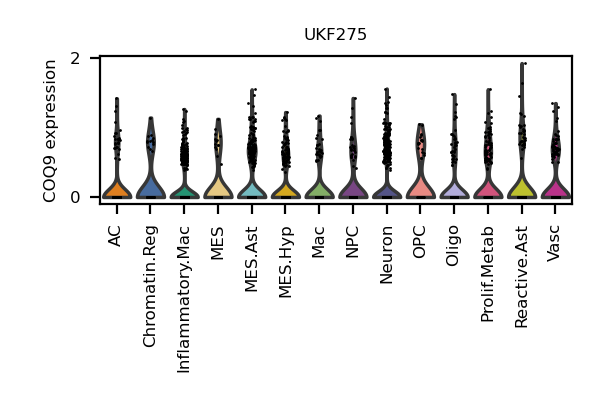 UKF275
COQ9 expression
2
0
AC
Chromatin.Reg
Inflammatory.Mac
MES
MES.Ast
MES.Hyp
Mac
NPC
Neuron
OPC
Oligo
Prolif.Metab
Reactive.Ast
Vasc